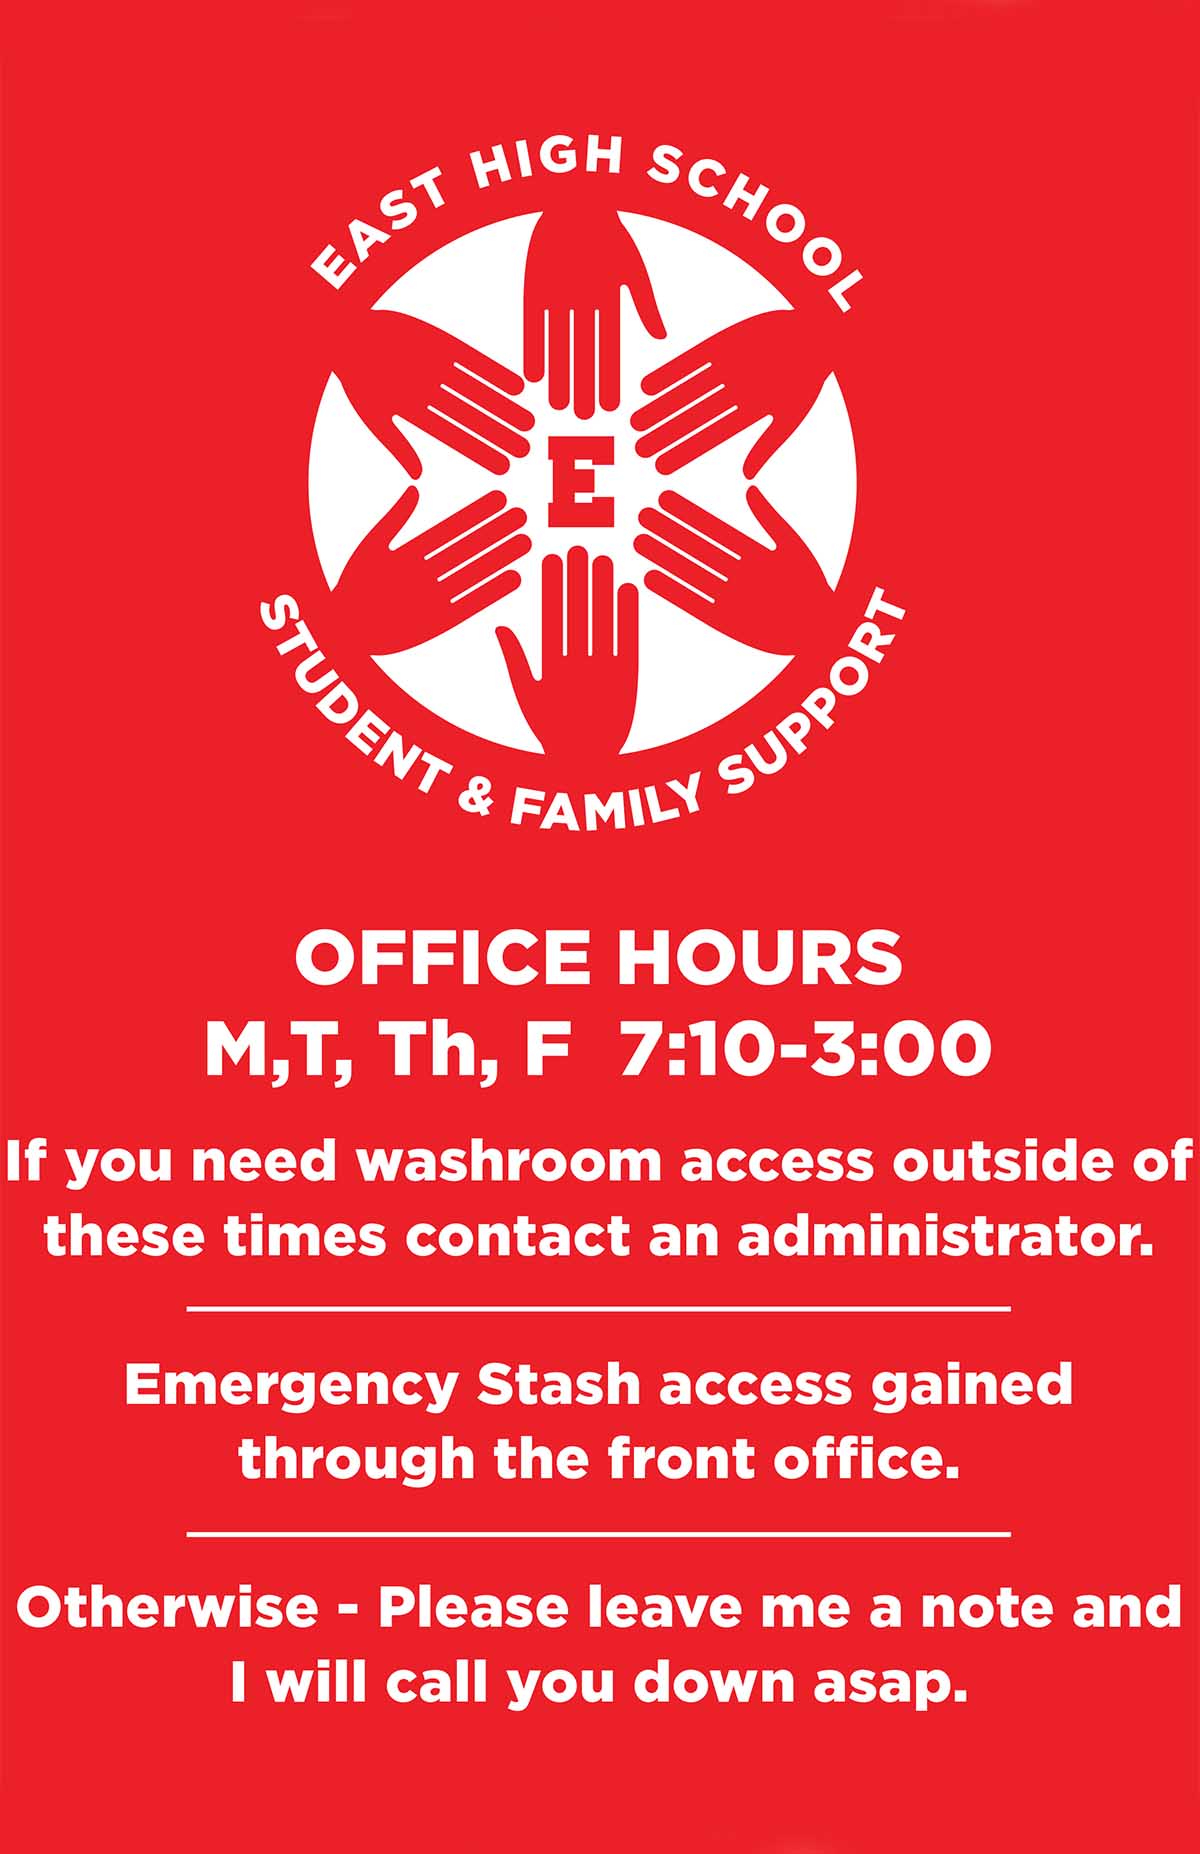 EAST HIGH SCHOOL
E
STUDENT & FAMILY SUPPORT
OFFICE HOURS
M,T, Th, F 7:10-3:00
If you need washroom access outside of
these times contact an administrator.
Emergency Stash access gained
through the front office.
Otherwise - Please leave me a note and
I will call you down asap.